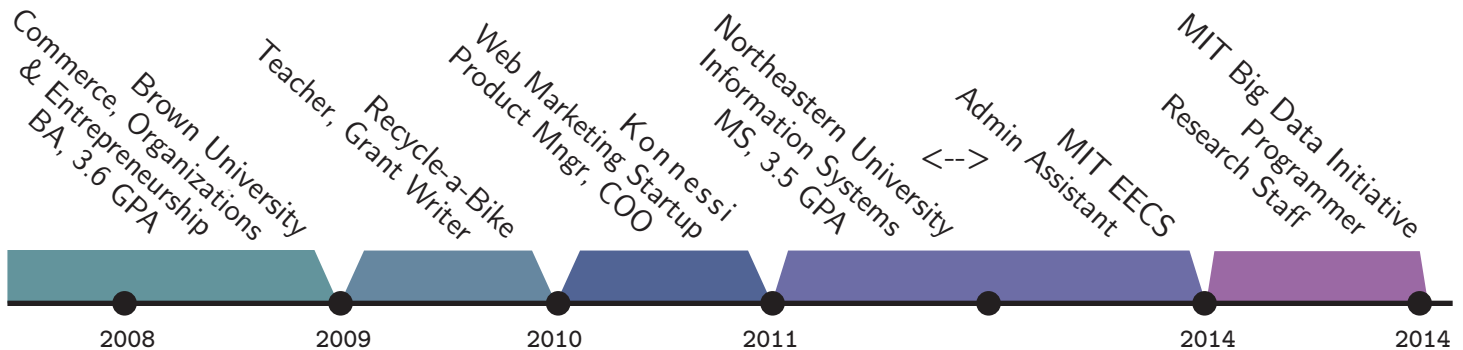 Brown University
Commerce, Organizations
& Entrepreneurship
BA, 3.6 GPA
Recycle-a-Bike
Teacher, Grant Writer
Konnessi
Web Marketing Startup
Product Mngr, COO
Northeastern University
Information Systems
MS, 3.5 GPA
<-->
MIT EECS
Admin Assistant
MIT Big Data Initiative
Programmer
Research Staff
2008
2009
2010
2011
2014
2014